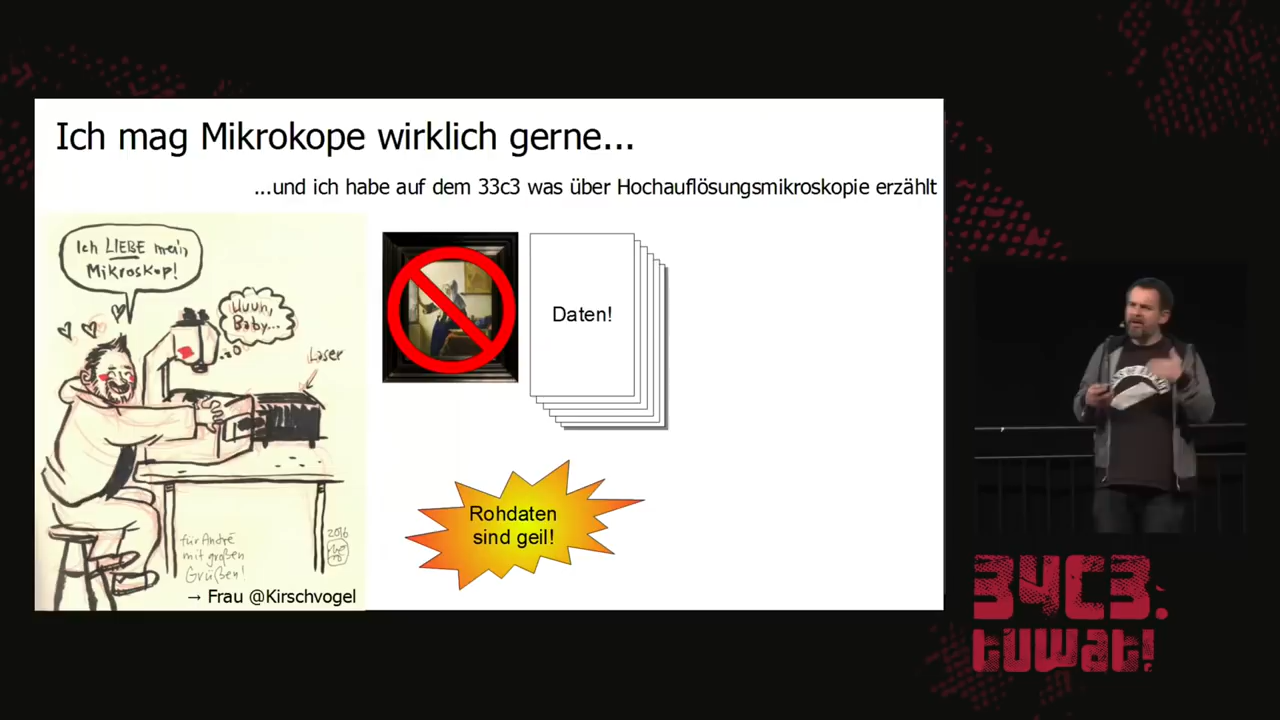 Ich mag Mikrokope wirklich gerne...
...und ich habe auf dem 33c3 was über Hochauflösungsmikroskopie erzählt
Ich LIEBE mein
Mikroskop!
Uuuh,
Baby...
Laser
Daten!
Rohdaten
sind geil!
für André
mit großen
Grüßen!
2016
→ Frau @Kirschvogel
34C3.
tuwat!